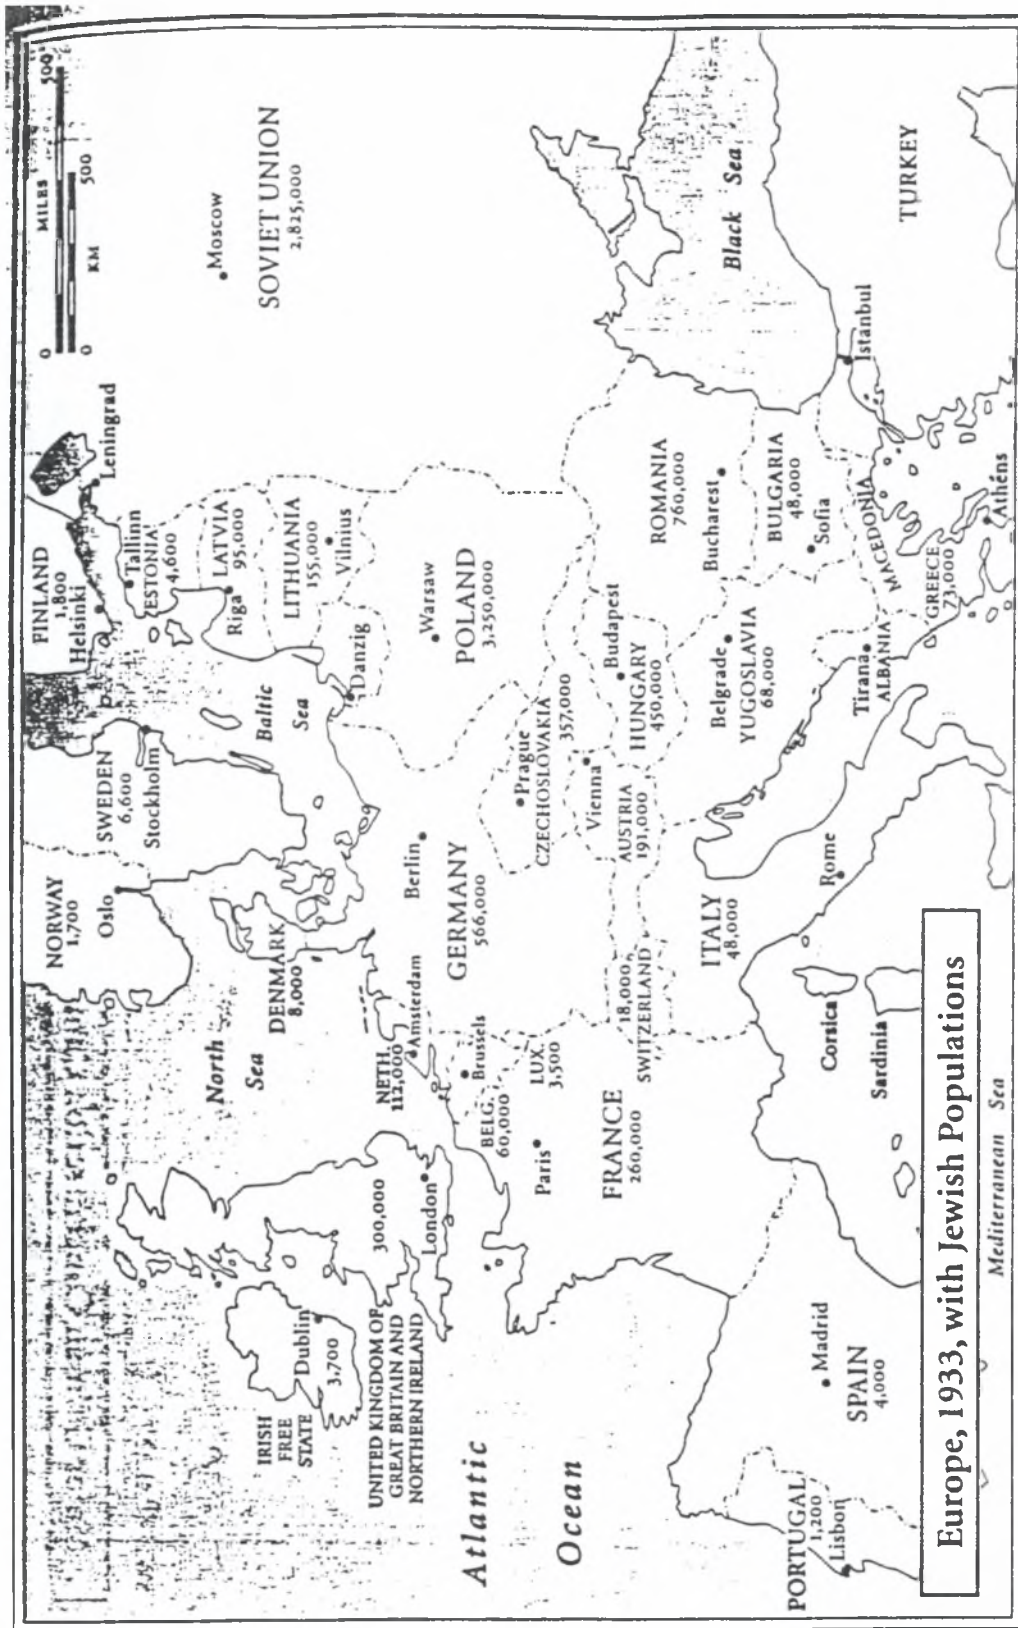 MILES
0 500
0 500
KM
NORWAY
1,700
Oslo
SWEDEN
6,600
Stockholm
FINLAND
1,800
Helsinki
Leningrad
Tallinn
ESTONIA
4,600
LATVIA
95,000
Riga
LITHUANIA
155,000
Vilnius
Moscow
SOVIET UNION
2,825,000
Baltic
Sea
North
Sea
DENMARK
8,000
IRISH
FREE
STATE
Dublin
3,700
UNITED KINGDOM OF
GREAT BRITAIN AND
NORTHERN IRELAND
300,000
London
NETH.
112,000
Amsterdam
Berlin
GERMANY
566,000
Danzig
Warsaw
POLAND
3,250,000
BELG.
60,000
Brussels
LUX.
3,500
Paris
FRANCE
260,000
Prague
CZECHOSLOVAKIA
357,000
Vienna
AUSTRIA
191,000
18,000
SWITZERLAND
Budapest
HUNGARY
450,000
ROMANIA
760,000
Bucharest
Atlantic
Ocean
Belgrade
YUGOSLAVIA
68,000
BULGARIA
48,000
Sofia
Black Sea
ITALY
48,000
Rome
Corsica
Sardinia
Tirana
ALBANIA
MACEDONIA
GREECE
73,000
Athens
Istanbul
TURKEY
PORTUGAL
1,200
Lisbon
Madrid
SPAIN
4,000
Europe, 1933, with Jewish Populations
Mediterranean Sea